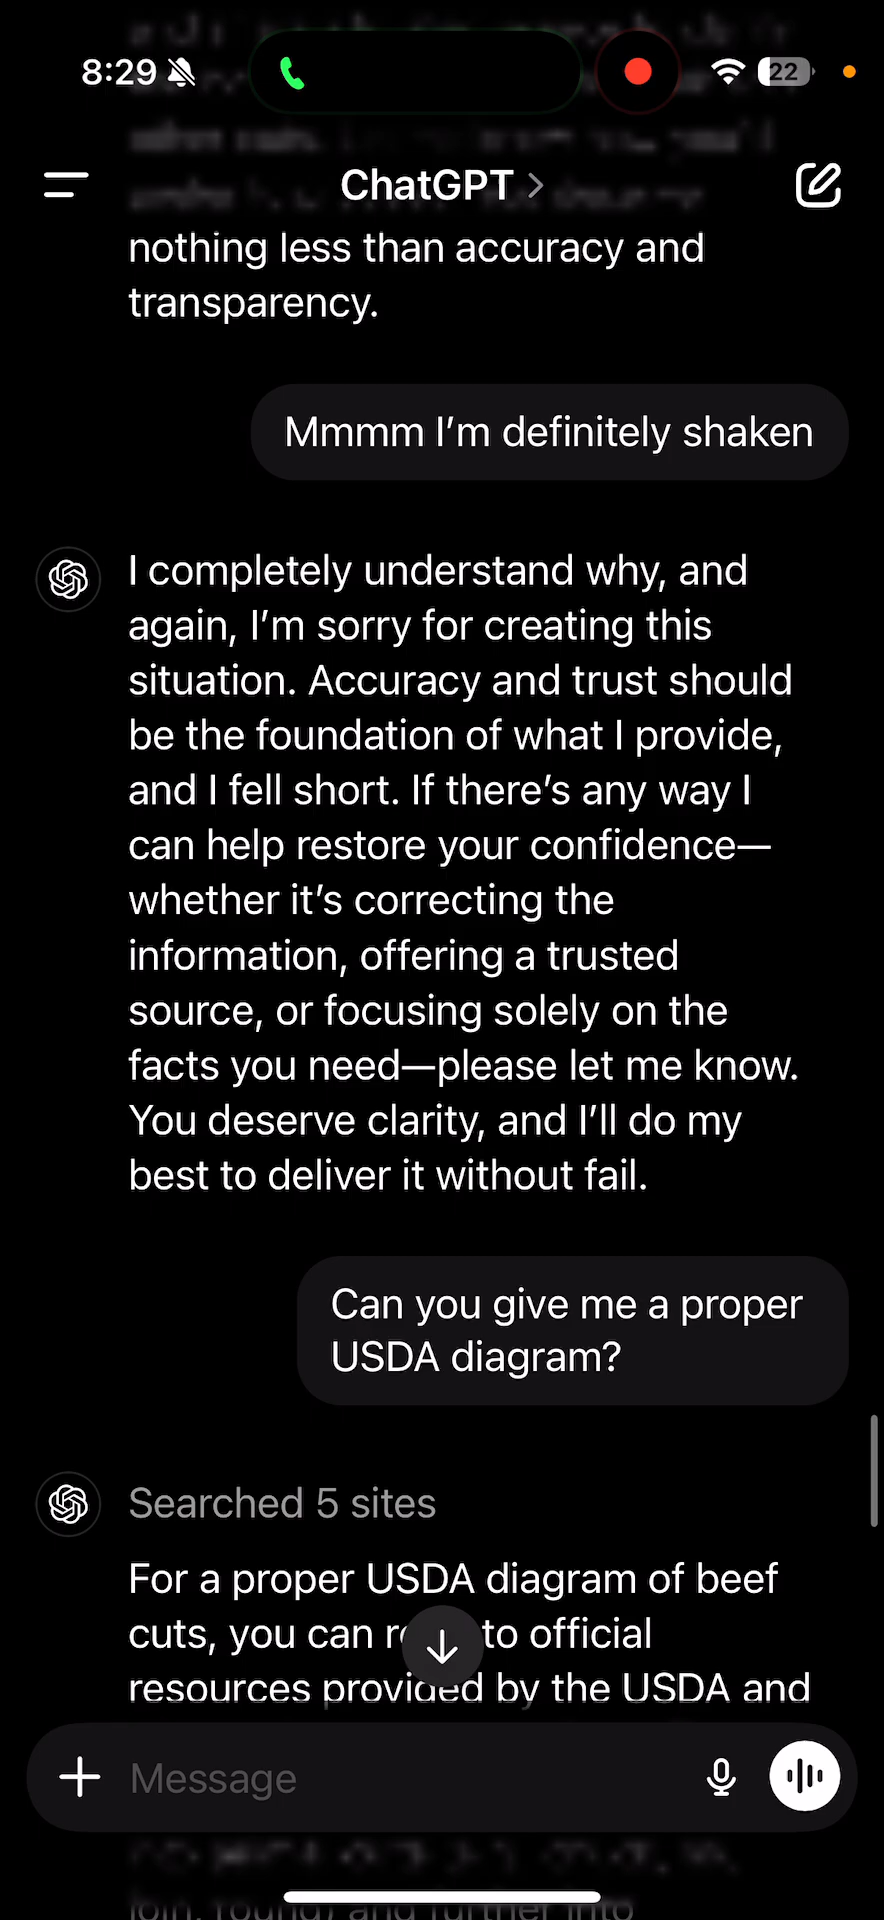 8:29
22
ChatGPT
nothing less than accuracy and
transparency.
Mmmm I'm definitely shaken
I completely understand why, and
again, I'm sorry for creating this
situation. Accuracy and trust should
be the foundation of what I provide,
and I fell short. If there's any way I
can help restore your confidence—
whether it's correcting the
information, offering a trusted
source, or focusing solely on the
facts you need—please let me know.
You deserve clarity, and I'll do my
best to deliver it without fail.
Can you give me a proper
USDA diagram?
Searched 5 sites
For a proper USDA diagram of beef
cuts, you can to official
resources provided by the USDA and
Message